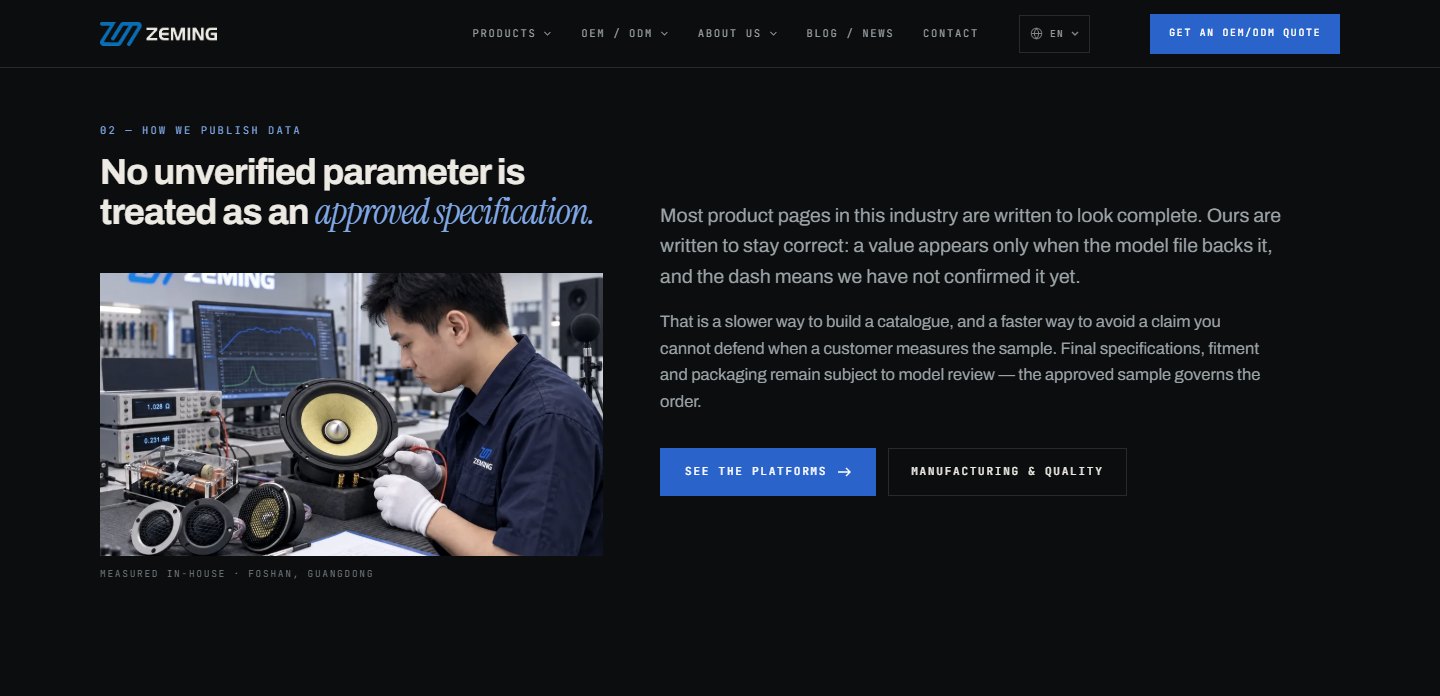 ZEMING
PRODUCTS
OEM / ODM
ABOUT US
BLOG / NEWS
CONTACT
EN
GET AN OEM/ODM QUOTE
02 — HOW WE PUBLISH DATA
No unverified parameter is
treated as an approved specification.
ZEMING
1.028 Ω
0.231 mH
ZEMING
MEASURED IN-HOUSE · FOSHAN, GUANGDONG
Most product pages in this industry are written to look complete. Ours are
written to stay correct: a value appears only when the model file backs it,
and the dash means we have not confirmed it yet.
That is a slower way to build a catalogue, and a faster way to avoid a claim you
cannot defend when a customer measures the sample. Final specifications, fitment
and packaging remain subject to model review — the approved sample governs the
order.
SEE THE PLATFORMS →
MANUFACTURING & QUALITY